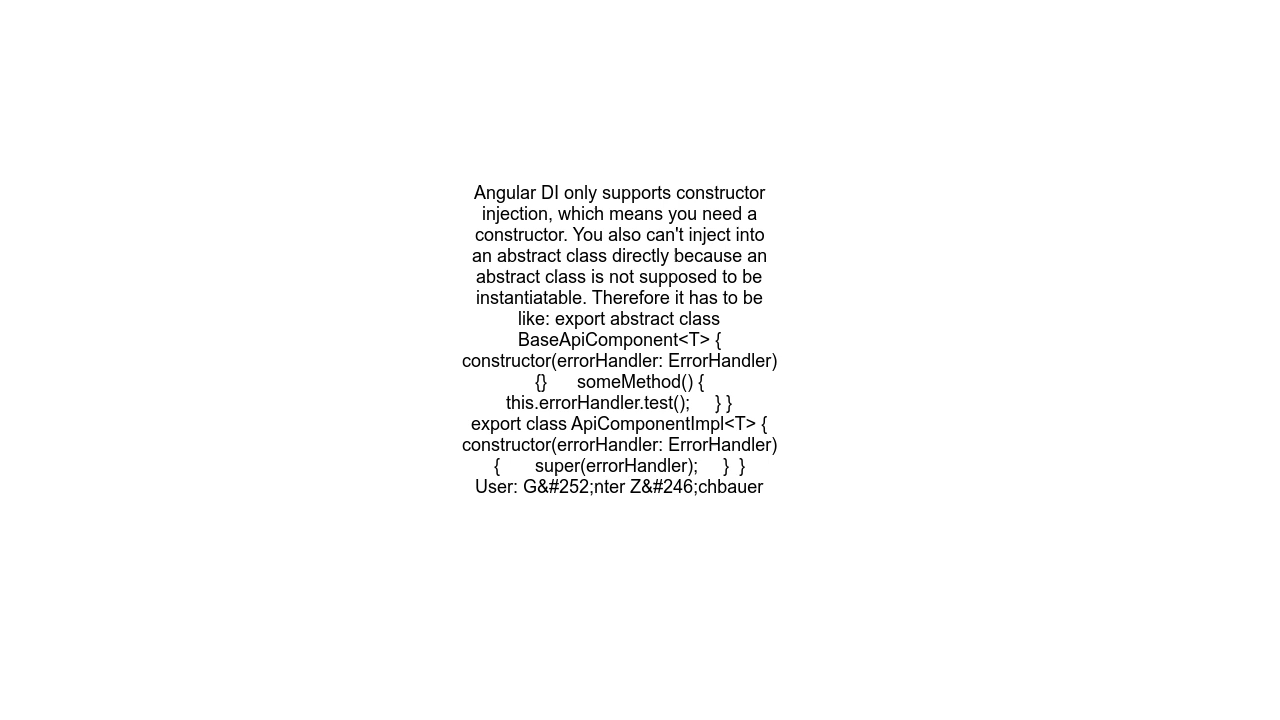 Angular DI only supports constructor
injection, which means you need a
constructor. You also can't inject into
an abstract class directly because an
abstract class is not supposed to be
instantiatable. Therefore it has to be
like: export abstract class
BaseApiComponent<T> {
constructor(errorHandler: ErrorHandler)
{}      someMethod() {
this.errorHandler.test();     } }
export class ApiComponentImpl<T> {
constructor(errorHandler: ErrorHandler)
{       super(errorHandler);     }  }
User: G&#252;nter Z&#246;chbauer